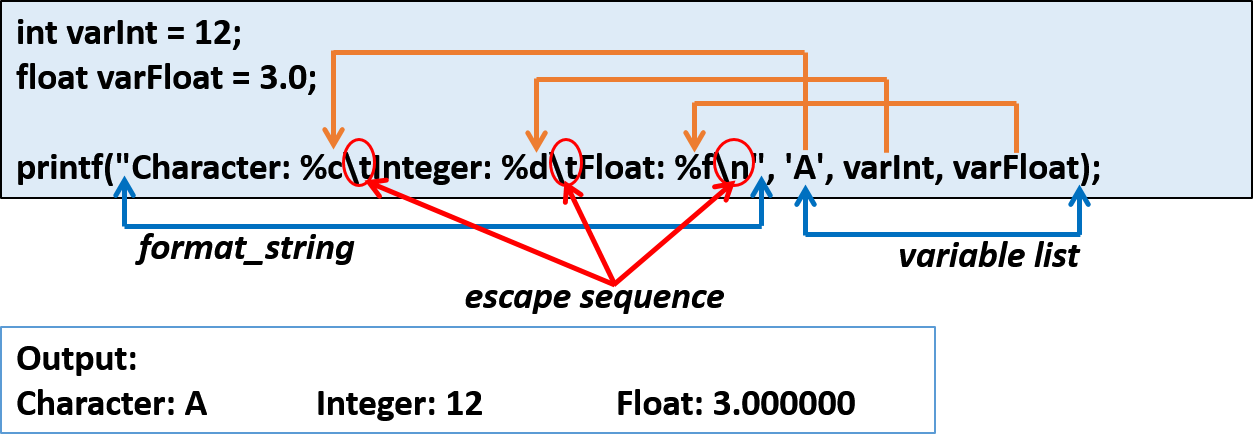 int varInt = 12;
float varFloat = 3.0;
printf("Character: %c\tInteger: %d\tFloat: %f\n", 'A', varInt, varFloat);
format_string
variable list
escape sequence
Output:
Character: A Integer: 12 Float: 3.000000